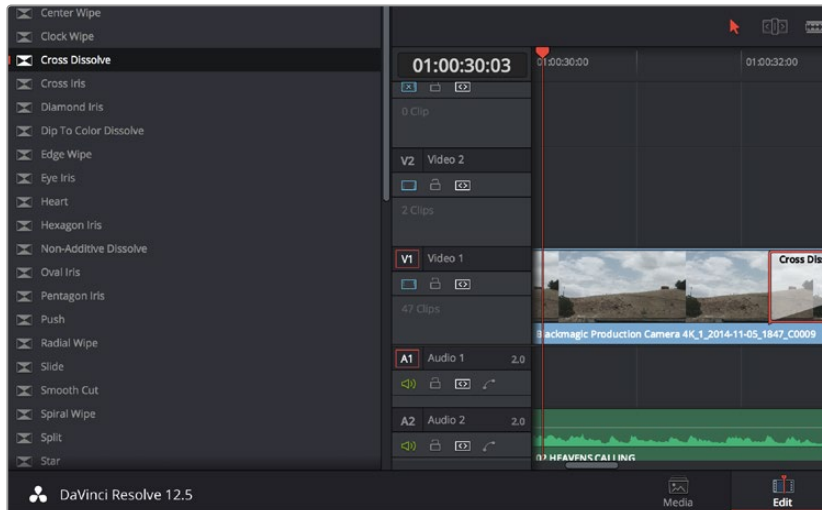 Center Wipe
Clock Wipe
Cross Dissolve
Cross Iris
Diamond Iris
Dip To Color Dissolve
Edge Wipe
Eye Iris
Heart
Hexagon Iris
Non-Additive Dissolve
Oval Iris
Pentagon Iris
Push
Radial Wipe
Slide
Smooth Cut
Spiral Wipe
Split
Star
01:00:30:03
01:00:30:00
01:00:32:00
0 Clip
V2 Video 2
2 Clips
V1 Video 1
47 Clips
Cross Dis
Blackmagic Production Camera 4K_1_2014-11-05_1847_C0009
A1 Audio 1 2.0
A2 Audio 2 2.0
02 HEAVENS CALLING
DaVinci Resolve 12.5
Media
Edit